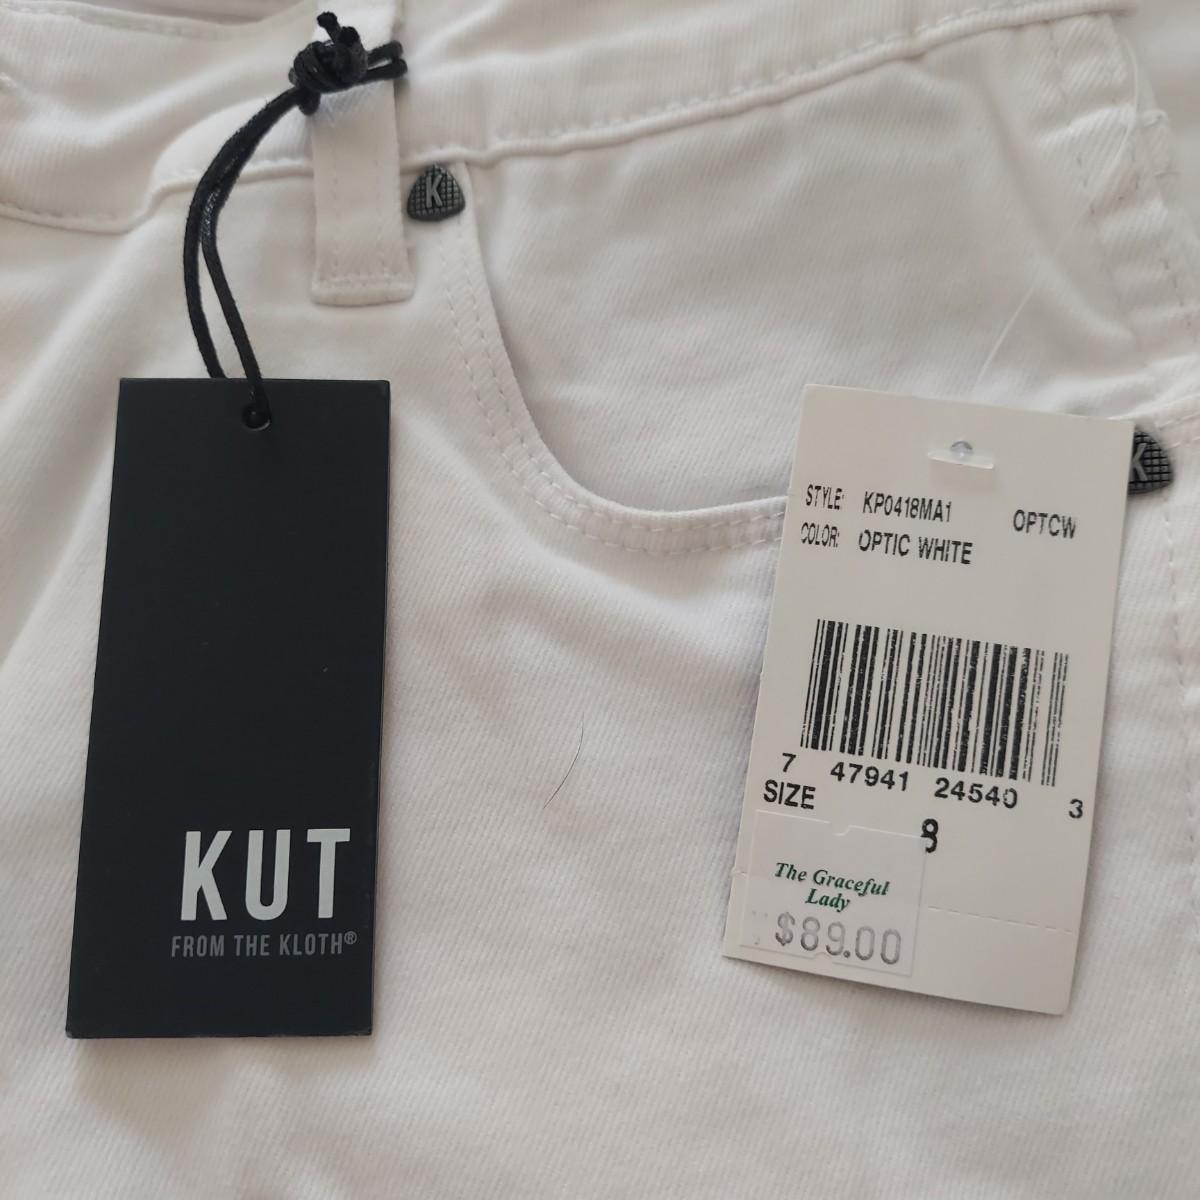 K
KUT
FROM THE KLOTH®
K
STYLE: KP0418MA1 OPTCW
COLOR: OPTIC WHITE
7 47941 24540 3
SIZE 8
The Graceful
Lady
$89.00